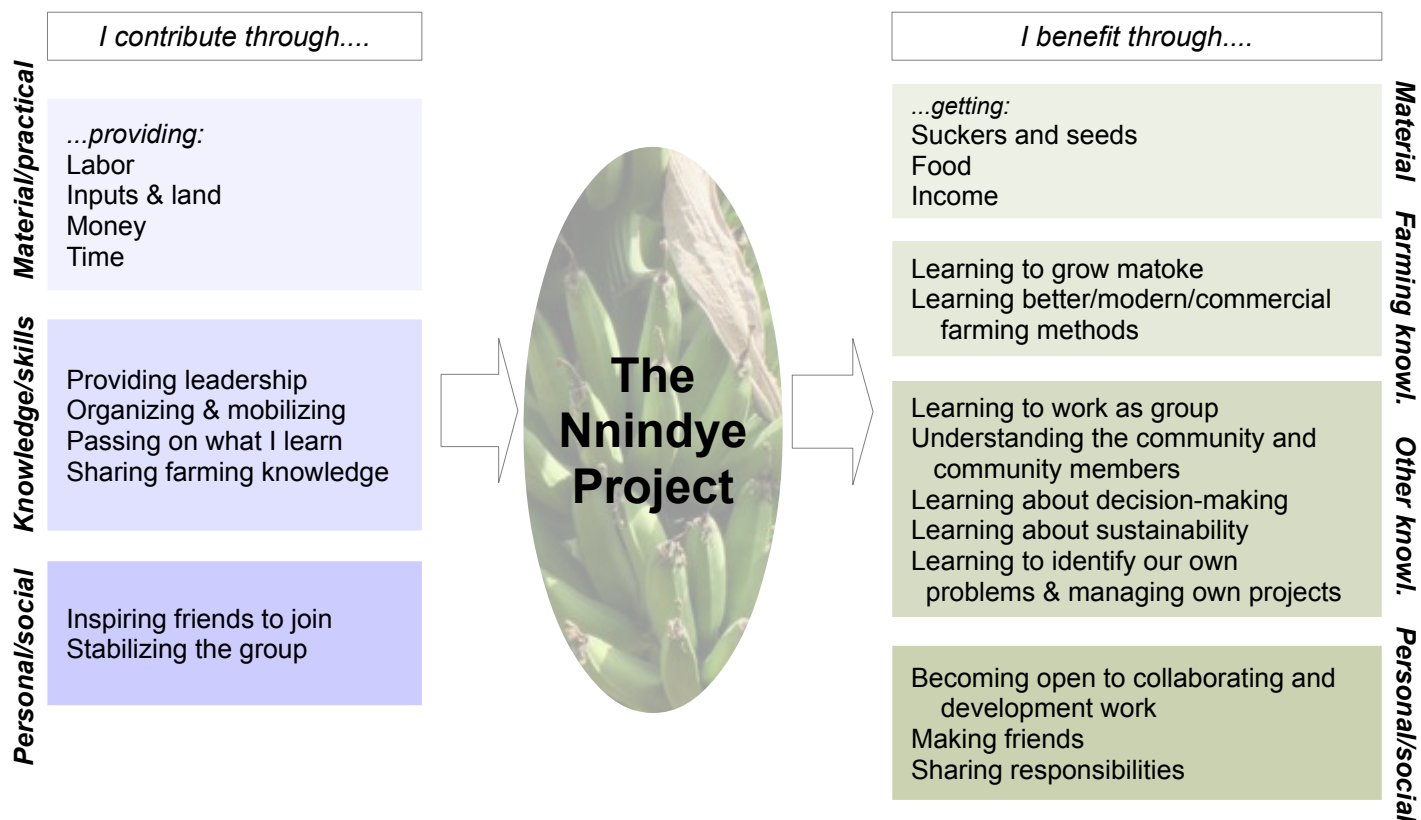 I contribute through....
Material/practical
...providing:
Labor
Inputs & land
Money
Time
Knowledge/skills
Providing leadership
Organizing & mobilizing
Passing on what I learn
Sharing farming knowledge
Personal/social
Inspiring friends to join
Stabilizing the group
The
Nnindye
Project
I benefit through....
...getting:
Suckers and seeds
Food
Income
Material
Learning to grow matoke
Learning better/modern/commercial
farming methods
Farming knowl.
Learning to work as group
Understanding the community and
community members
Learning about decision-making
Learning about sustainability
Learning to identify our own
problems & managing own projects
Other knowl.
Becoming open to collaborating and
development work
Making friends
Sharing responsibilities
Personal/social